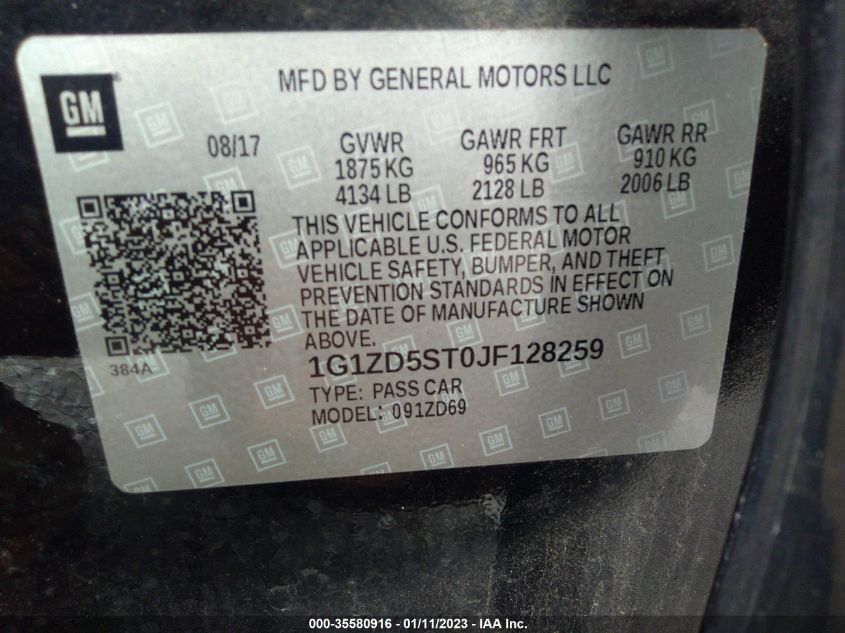 MFD BY GENERAL MOTORS LLC
GM
08/17 GVWR GAWR FRT GAWR RR
1875 KG 965 KG 910 KG
4134 LB 2128 LB 2006 LB
THIS VEHICLE CONFORMS TO ALL
APPLICABLE U.S. FEDERAL MOTOR
VEHICLE SAFETY, BUMPER, AND THEFT
PREVENTION STANDARDS IN EFFECT ON
THE DATE OF MANUFACTURE SHOWN
ABOVE.
384A
1G1ZD5ST0JF128259
TYPE: PASS CAR
MODEL: 091ZD69
000-35580916 - 01/11/2023 - IAA Inc.